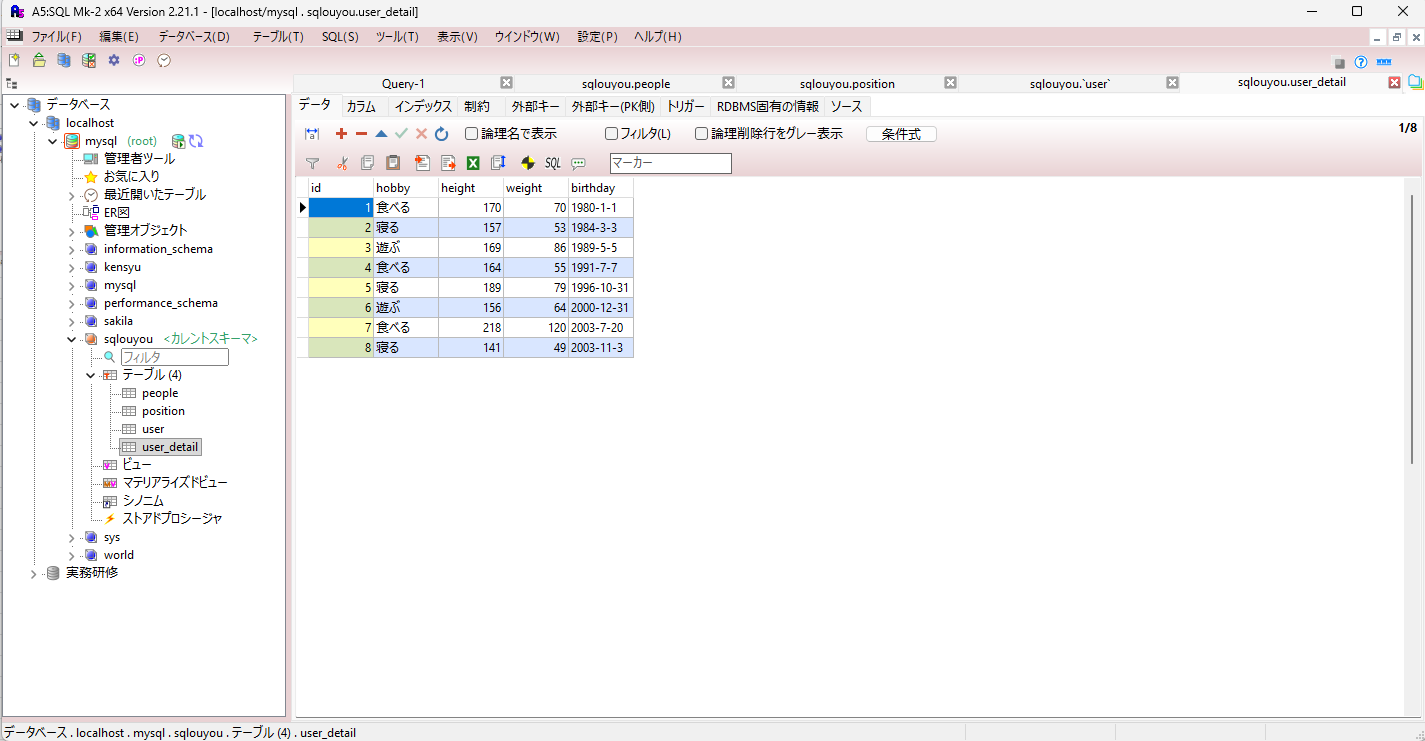 A5:SQL Mk-2 x64 Version 2.21.1 - [localhost/mysql . sqlouyou.user_detail]
ファイル(F) 編集(E) データベース(D) テーブル(T) SQL(S) ツール(T) 表示(V) ウインドウ(W) 設定(P) ヘルプ(H)
Query-1 sqlouyou.people sqlouyou.position sqlouyou.`user` sqlouyou.user_detail
データベース
localhost
mysql (root)
管理者ツール
お気に入り
最近開いたテーブル
ER図
管理オブジェクト
information_schema
kensyu
mysql
performance_schema
sakila
sqlouyou <カレントスキーマ>
フィルタ
テーブル (4)
people
position
user
user_detail
ビュー
マテリアライズドビュー
シノニム
ストアドプロシージャ
sys
world
実務研修
データ カラム インデックス 制約 外部キー 外部キー(PK側) トリガー RDBMS固有の情報 ソース
論理名で表示 フィルタ(L) 論理削除行をグレー表示 条件式 1/8
SQL マーカー
id hobby height weight birthday
1 食べる 170 70 1980-1-1
2 寝る 157 53 1984-3-3
3 遊ぶ 169 86 1989-5-5
4 食べる 164 55 1991-7-7
5 寝る 189 79 1996-10-31
6 遊ぶ 156 64 2000-12-31
7 食べる 218 120 2003-7-20
8 寝る 141 49 2003-11-3
データベース . localhost . mysql . sqlouyou . テーブル (4) . user_detail